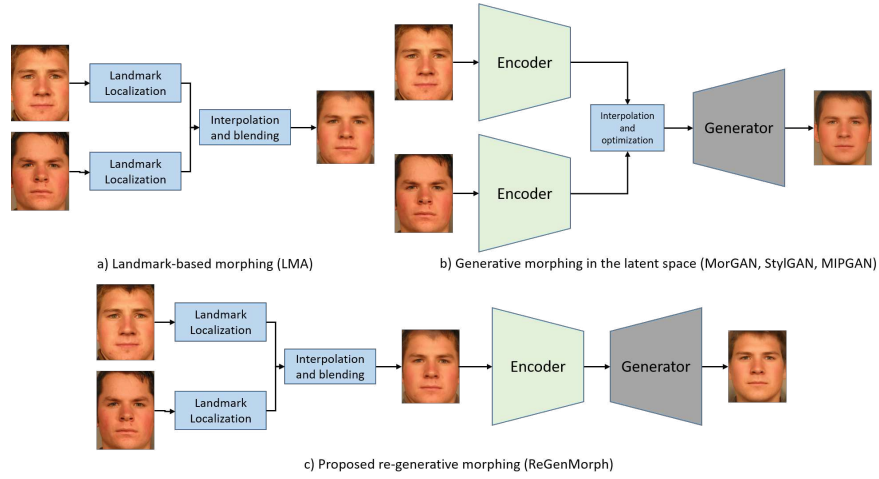 Landmark
Localization
Landmark
Localization
Interpolation
and blending
a) Landmark-based morphing (LMA)
Encoder
Encoder
Interpolation
and
optimization
Generator
b) Generative morphing in the latent space (MorGAN, StylGAN, MIPGAN)
Landmark
Localization
Landmark
Localization
Interpolation
and blending
Encoder
Generator
c) Proposed re-generative morphing (ReGenMorph)